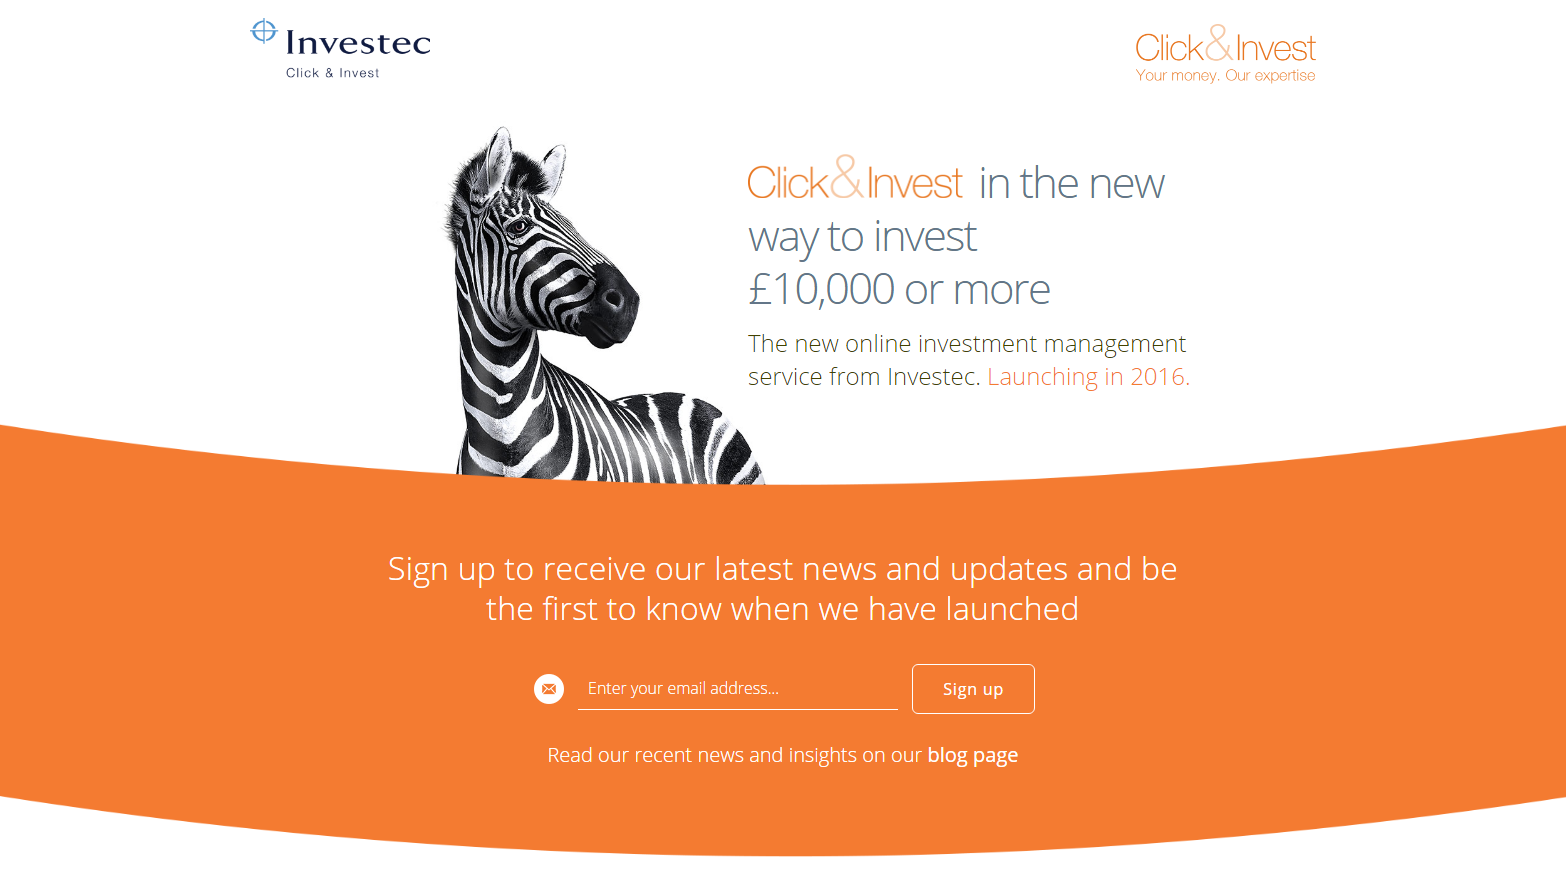 Investec
Click & Invest
Click&Invest
Your money. Our expertise
Click&Invest in the new
way to invest
£10,000 or more
The new online investment management
service from Investec. Launching in 2016.
Sign up to receive our latest news and updates and be
the first to know when we have launched
Enter your email address...
Sign up
Read our recent news and insights on our blog page